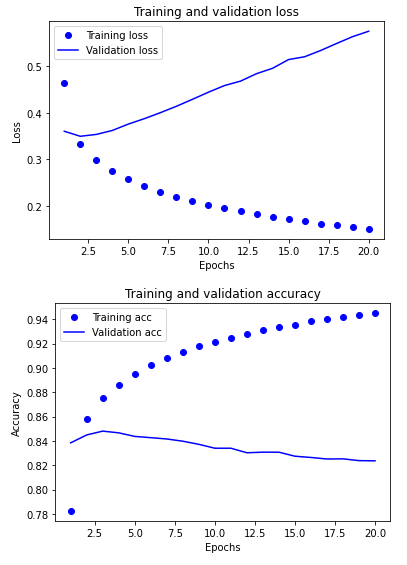 Training and validation loss
Training loss
Validation loss
Loss
0.5
0.4
0.3
0.2
2.5 5.0 7.5 10.0 12.5 15.0 17.5 20.0
Epochs
Training and validation accuracy
Training acc
Validation acc
Accuracy
0.94
0.92
0.90
0.88
0.86
0.84
0.82
0.80
0.78
2.5 5.0 7.5 10.0 12.5 15.0 17.5 20.0
Epochs